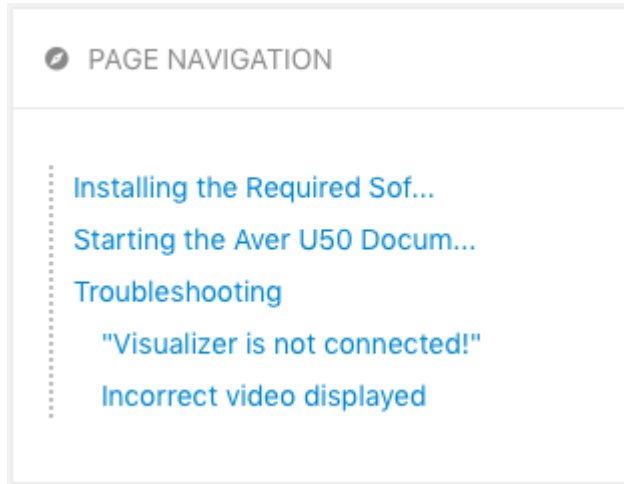 PAGE NAVIGATION
Installing the Required Sof...
Starting the Aver U50 Docum...
Troubleshooting
"Visualizer is not connected!"
Incorrect video displayed